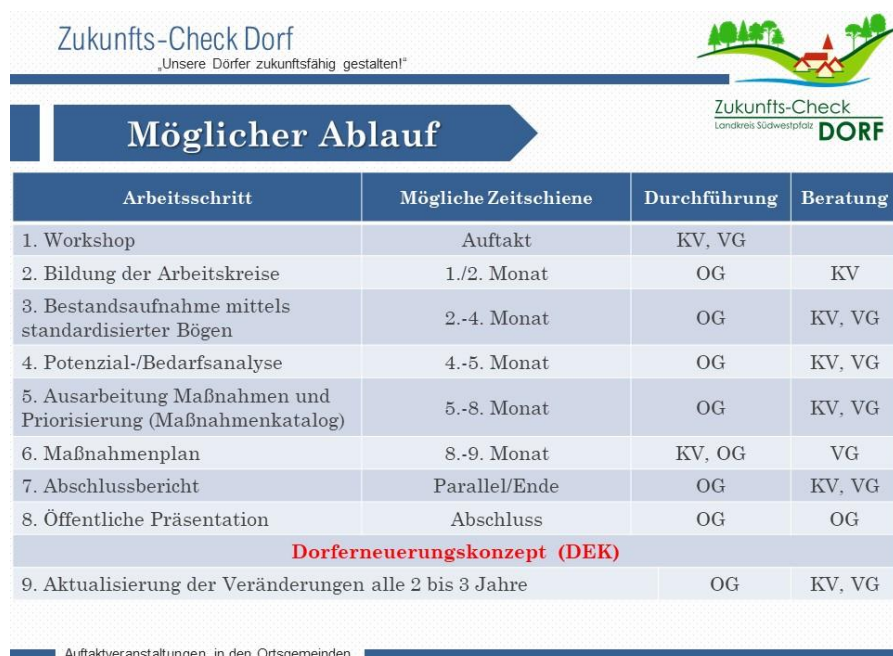 Zukunfts-Check Dorf
„Unsere Dörfer zukunftsfähig gestalten!“
Zukunfts-Check
Landkreis Südwestpfalz DORF
Möglicher Ablauf
Arbeitsschritt Mögliche Zeitschiene Durchführung Beratung
1. Workshop Auftakt KV, VG
2. Bildung der Arbeitskreise 1./2. Monat OG KV
3. Bestandsaufnahme mittels
standardisierter Bögen 2.-4. Monat OG KV, VG
4. Potenzial-/Bedarfsanalyse 4.-5. Monat OG KV, VG
5. Ausarbeitung Maßnahmen und
Priorisierung (Maßnahmenkatalog) 5.-8. Monat OG KV, VG
6. Maßnahmenplan 8.-9. Monat KV, OG VG
7. Abschlussbericht Parallel/Ende OG KV, VG
8. Öffentliche Präsentation Abschluss OG OG
Dorferneuerungskonzept (DEK)
9. Aktualisierung der Veränderungen alle 2 bis 3 Jahre OG KV, VG
Auftaktveranstaltungen in den Ortsgemeinden